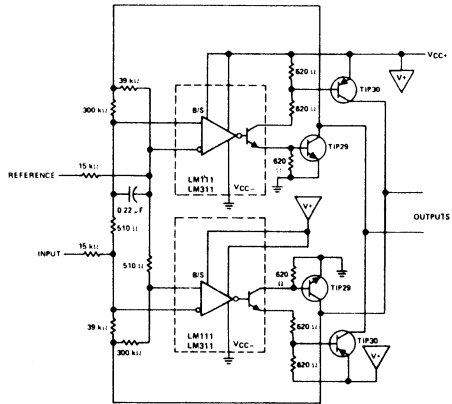 39 kΩ
300 kΩ
B/S
620 Ω
620 Ω
VCC+
V+
TIP30
TIP29
15 kΩ
REFERENCE
LM111
LM311
VCC–
620
Ω
0.22 µF
510 Ω
V+
OUTPUTS
15 kΩ
INPUT
510 Ω
B/S
620
Ω
TIP29
39 kΩ
LM111
LM311
VCC–
620 Ω
620 Ω
TIP30
V+
300 kΩ